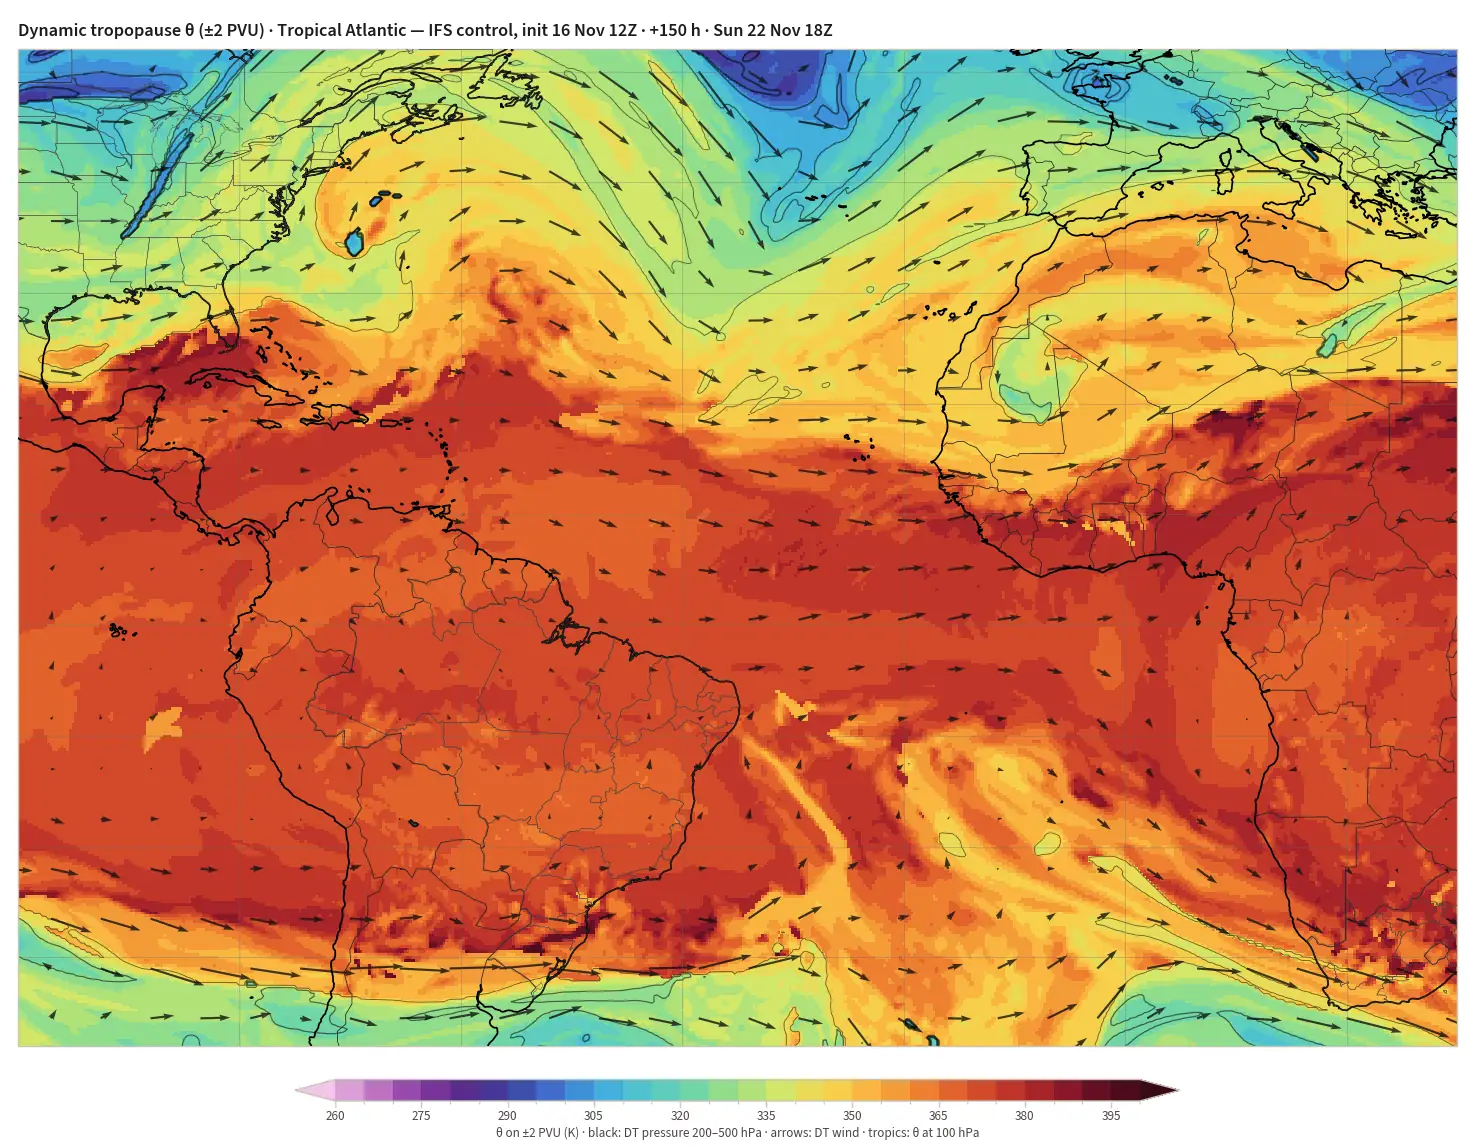 Dynamic tropopause θ (±2 PVU) · Tropical Atlantic — IFS control, init 16 Nov 12Z · +150 h · Sun 22 Nov 18Z
260 275 290 305 320 335 350 365 380 395
θ on ±2 PVU (K) · black: DT pressure 200–500 hPa · arrows: DT wind · tropics: θ at 100 hPa